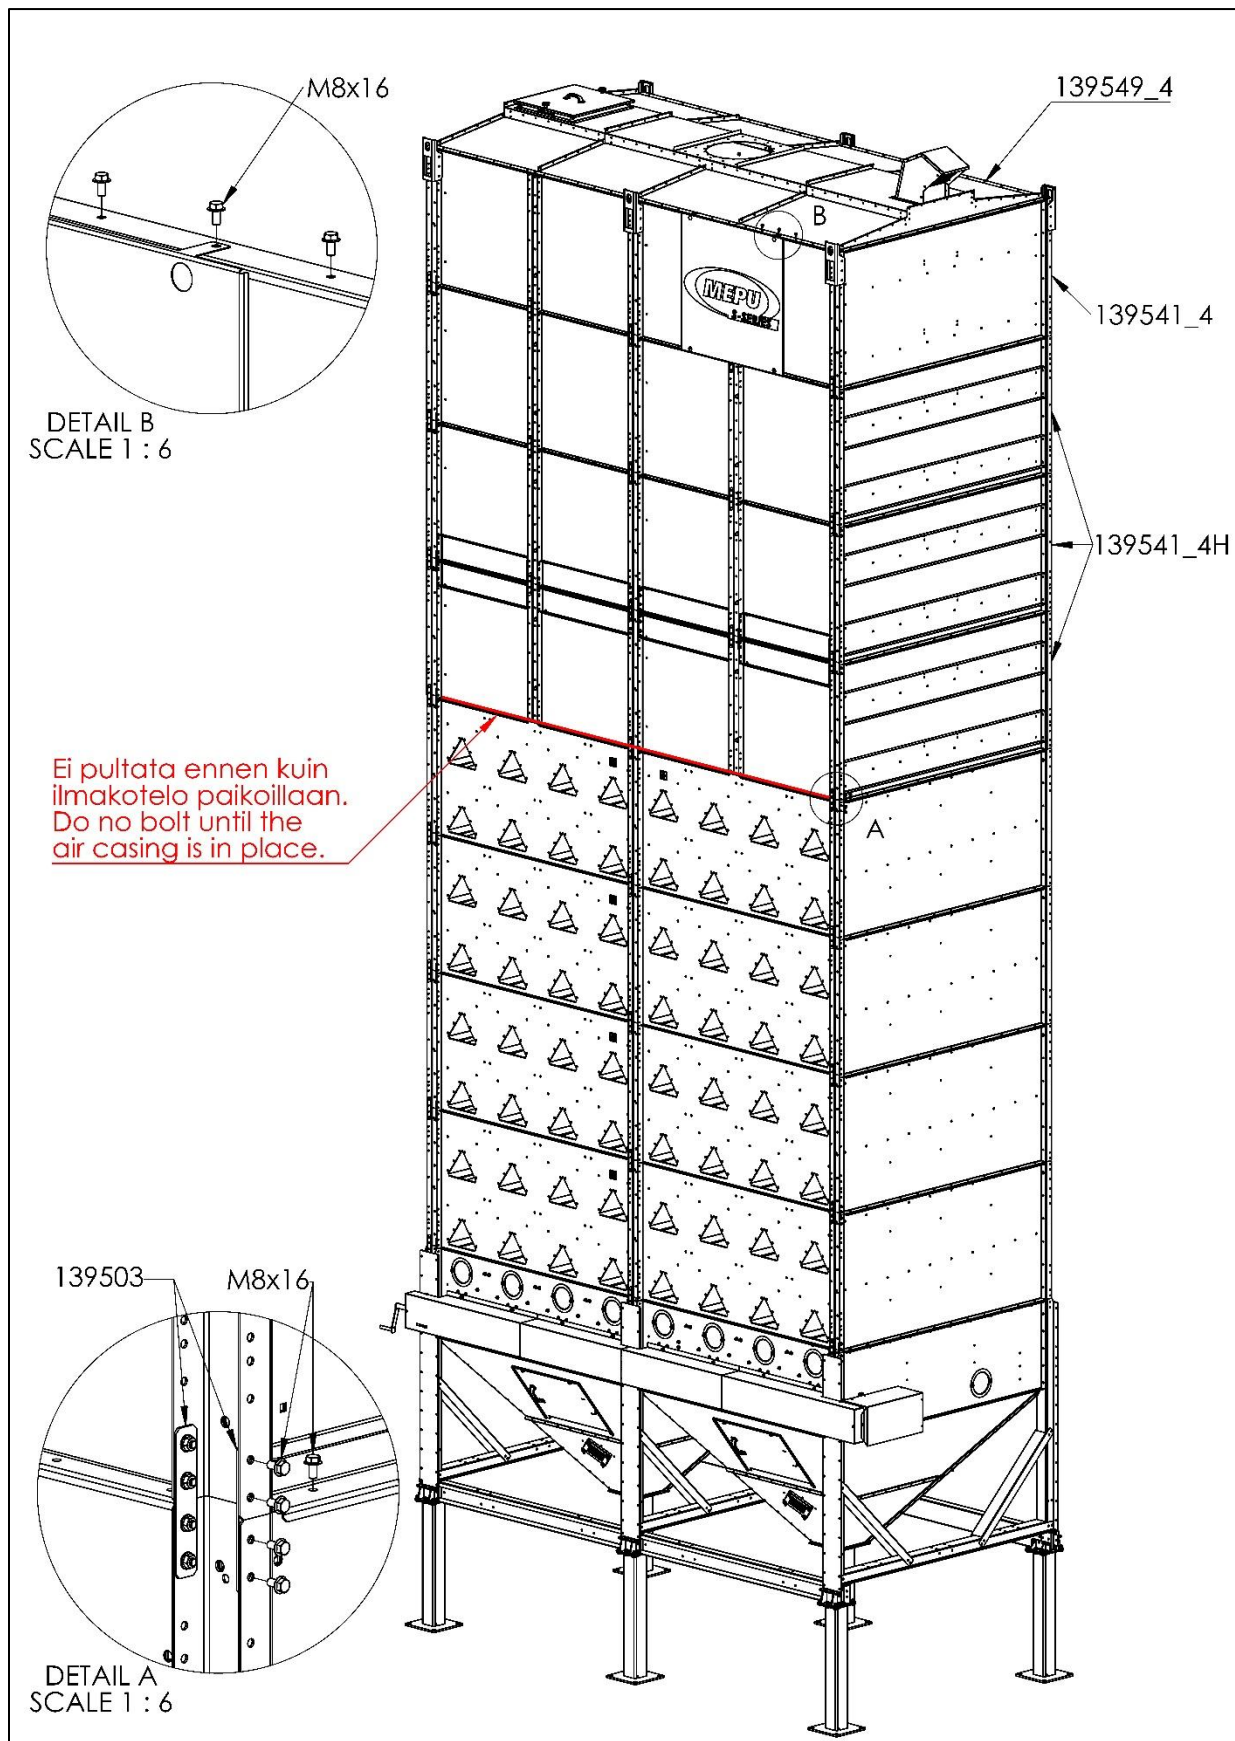 M8x16
139549_4
B
MEPU
S-SERIES
139541_4
DETAIL B
SCALE 1 : 6
139541_4H
Ei pultata ennen kuin
ilmakotelo paikoillaan.
Do no bolt until the
air casing is in place.
A
139503
M8x16
DETAIL A
SCALE 1 : 6